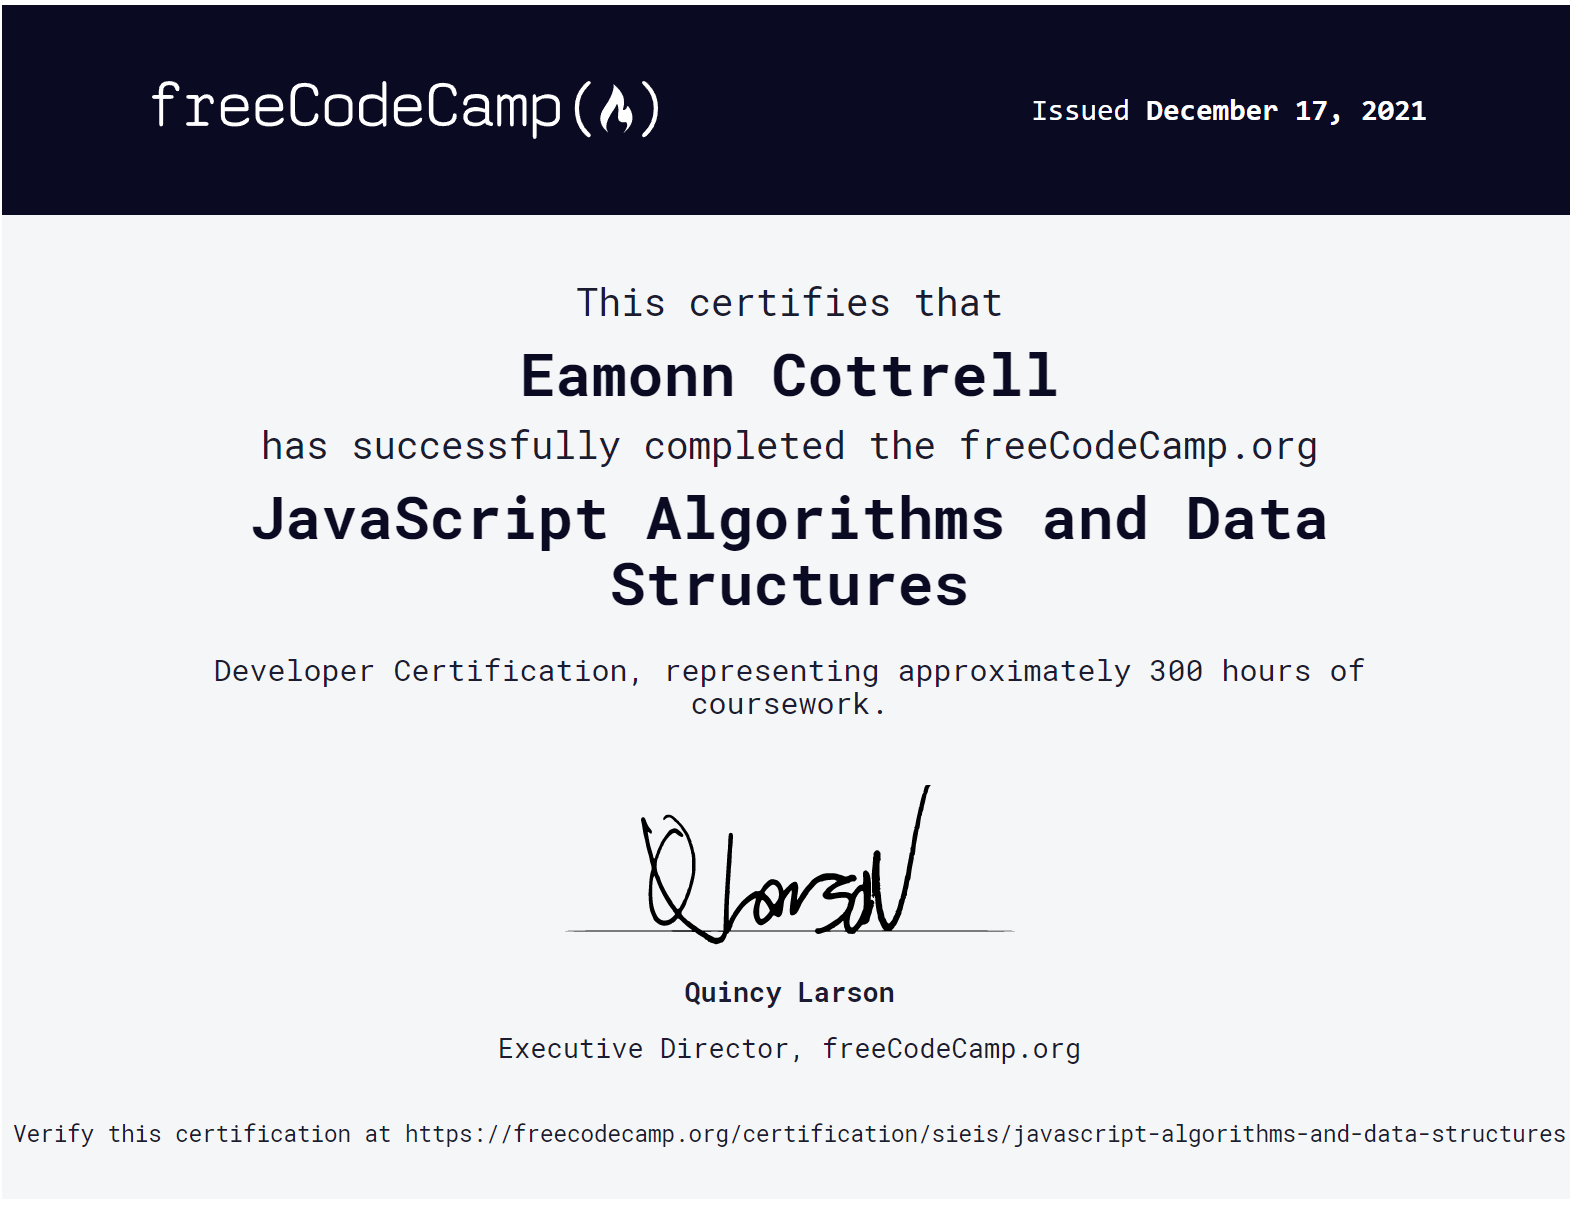 freeCodeCamp(🔥)
Issued December 17, 2021
This certifies that
Eamonn Cottrell
has successfully completed the freeCodeCamp.org
JavaScript Algorithms and Data
Structures
Developer Certification, representing approximately 300 hours of
coursework.
Q Larson
Quincy Larson
Executive Director, freeCodeCamp.org
Verify this certification at https://freecodecamp.org/certification/sieis/javascript-algorithms-and-data-structures